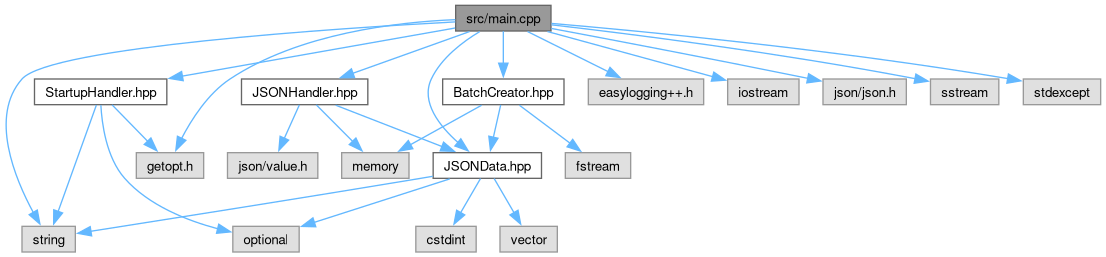 src/main.cpp
StartupHandler.hpp
JSONHandler.hpp
BatchCreator.hpp
easylogging++.h
iostream
json/json.h
sstream
stdexcept
getopt.h
json/value.h
memory
JSONData.hpp
fstream
string
optional
cstdint
vector